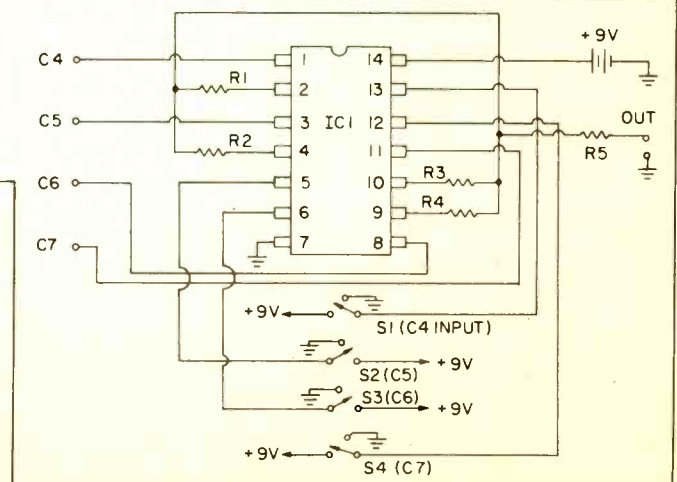 +9V
C4
1
14
R1
2
13
OUT
C5
3
IC1
12
R2
4
11
R5
C6
5
10
R3
6
9
R4
C7
7
8
+9V
S1 (C4 INPUT)
S2 (C5)
+9V
S3 (C6)
+9V
+9V
S4 (C7)